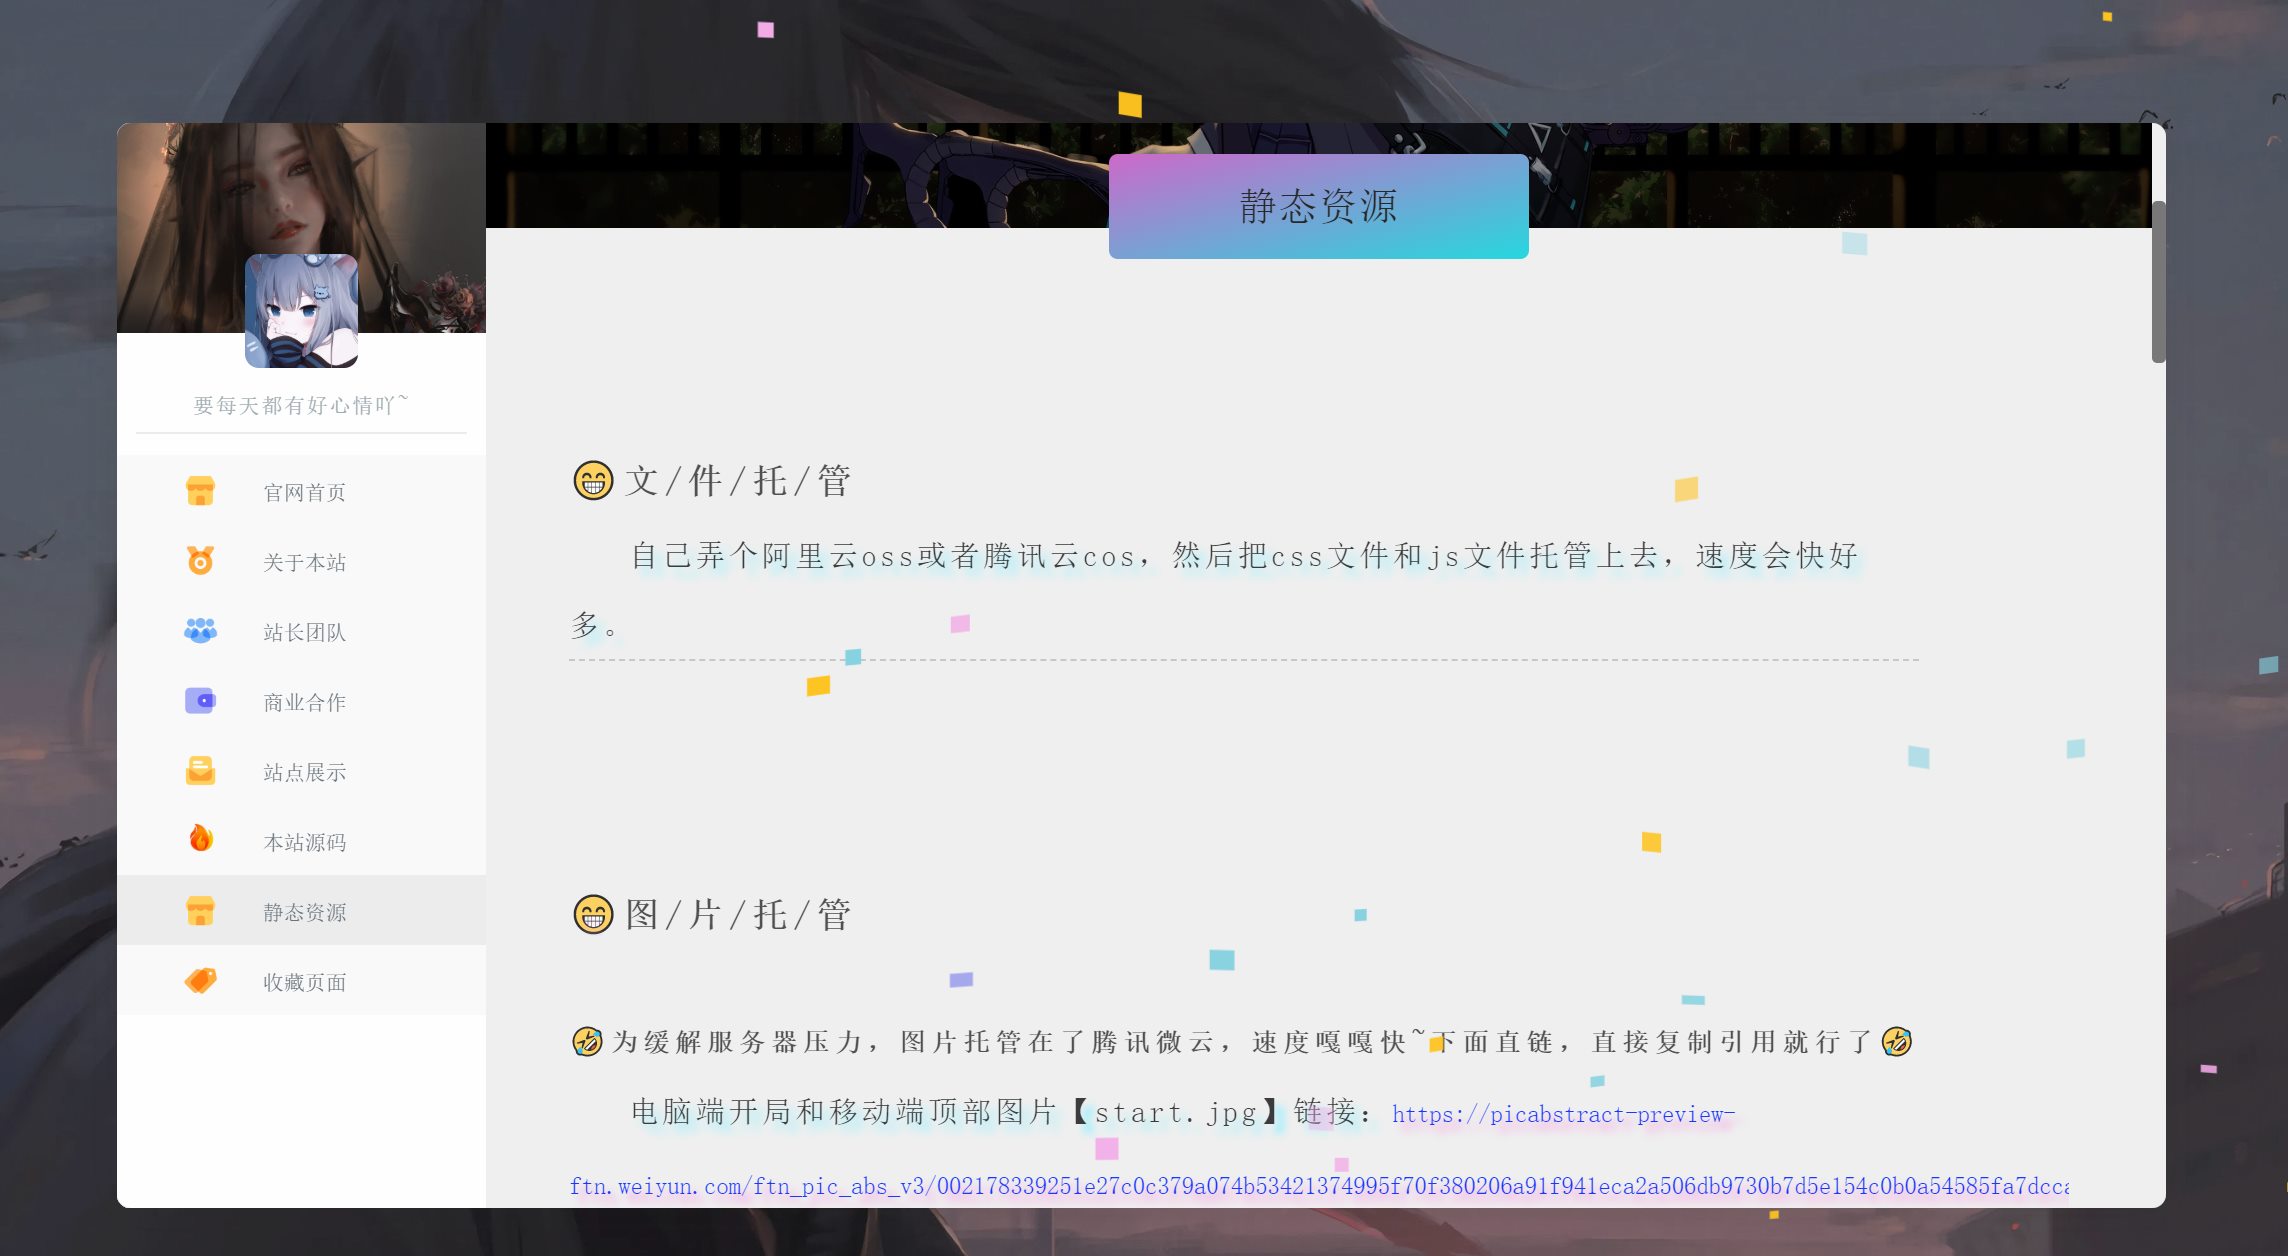 静态资源
要每天都有好心情吖~
官网首页
关于本站
站长团队
商业合作
站点展示
本站源码
静态资源
收藏页面
文/件/托/管
自己弄个阿里云oss或者腾讯云cos，然后把css文件和js文件托管上去，速度会快好
多。
图/片/托/管
为缓解服务器压力，图片托管在了腾讯微云，速度嘎嘎快~下面直链，直接复制引用就行了
电脑端开局和移动端顶部图片【start.jpg】链接：https://picabstract-preview-
ftn.weiyun.com/ftn_pic_abs_v3/002178339251e27c0c379a074b53421374995f70f380206a91f941eca2a506db9730b7d5e154c0b0a54585fa7dcca